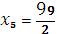 x₅ = 99/2